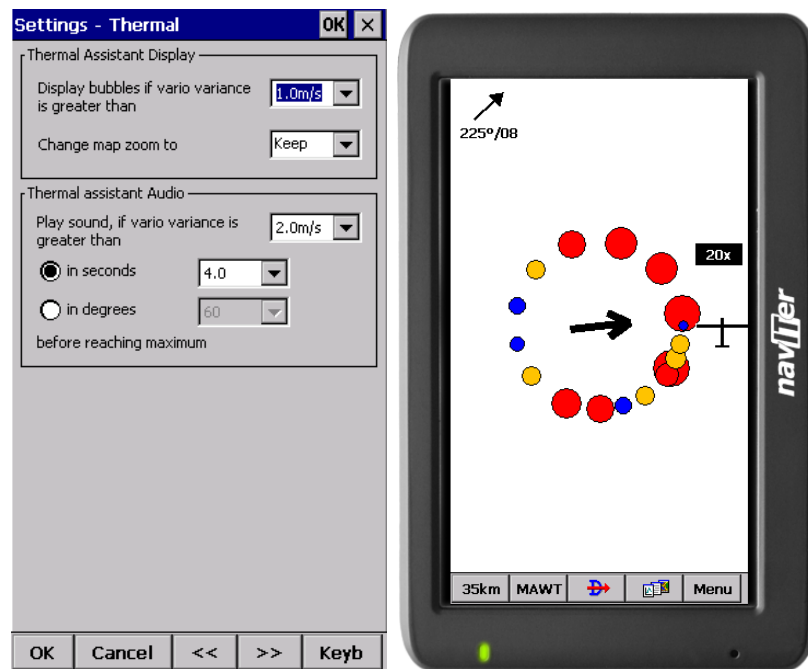 Settings - Thermal OK
Thermal Assistant Display
Display bubbles if vario variance
is greater than
1.0m/s
Change map zoom to
Keep
Thermal assistant Audio
Play sound, if vario variance is
greater than
2.0m/s
in seconds
4.0
in degrees
60
before reaching maximum
OK Cancel << >> Keyb
225º/08
20x
naviter
35km MAWT Menu